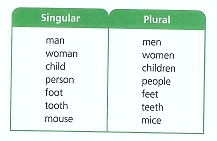 Singular Plural
man men
woman women
child children
person people
foot feet
tooth teeth
mouse mice